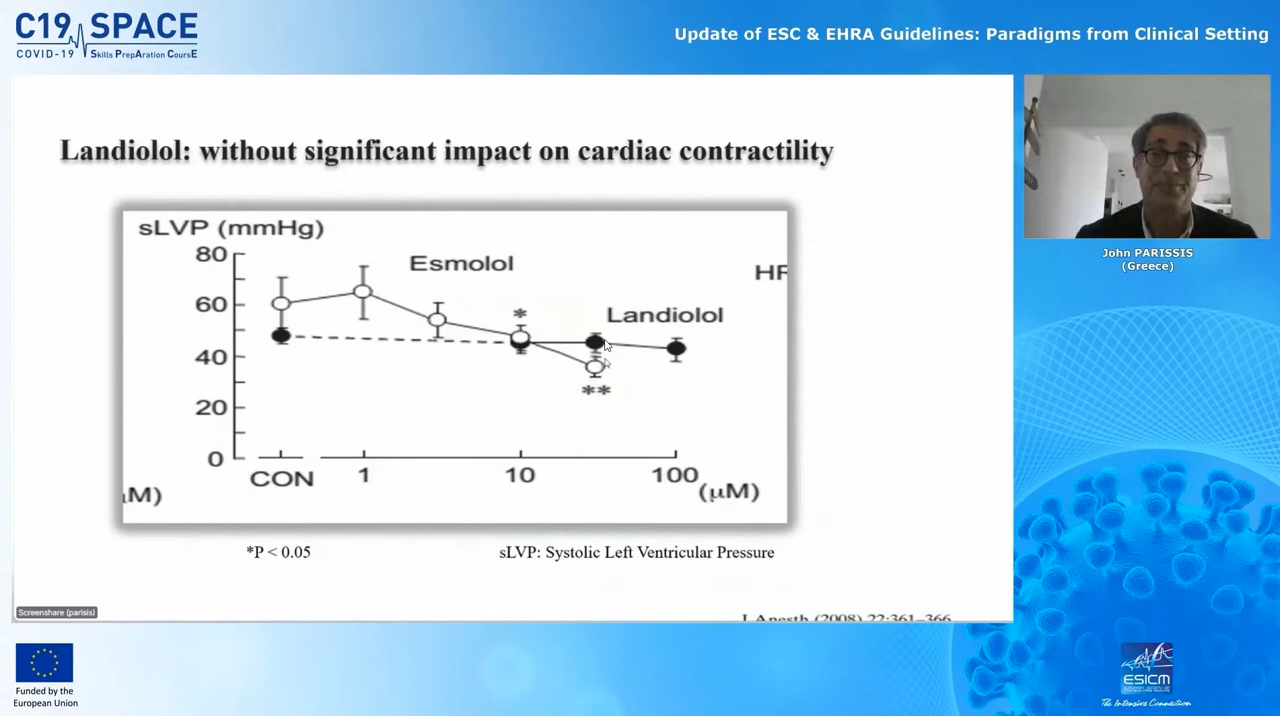 C19 SPACE
COVID-19 Skills PrepAration CoursE
Update of ESC & EHRA Guidelines: Paradigms from Clinical Setting
Landiolol: without significant impact on cardiac contractility
sLVP (mmHg)
80
60
40
20
0
Esmolol
Landiolol
HR
*
**
CON
1
10
100
(μM)
μM)
*P < 0.05
sLVP: Systolic Left Ventricular Pressure
J Anesth (2008) 22:361–366
Screenshare (parisis)
John PARISSIS
(Greece)
Funded by the
European Union
ESICM
The Intensive Connection